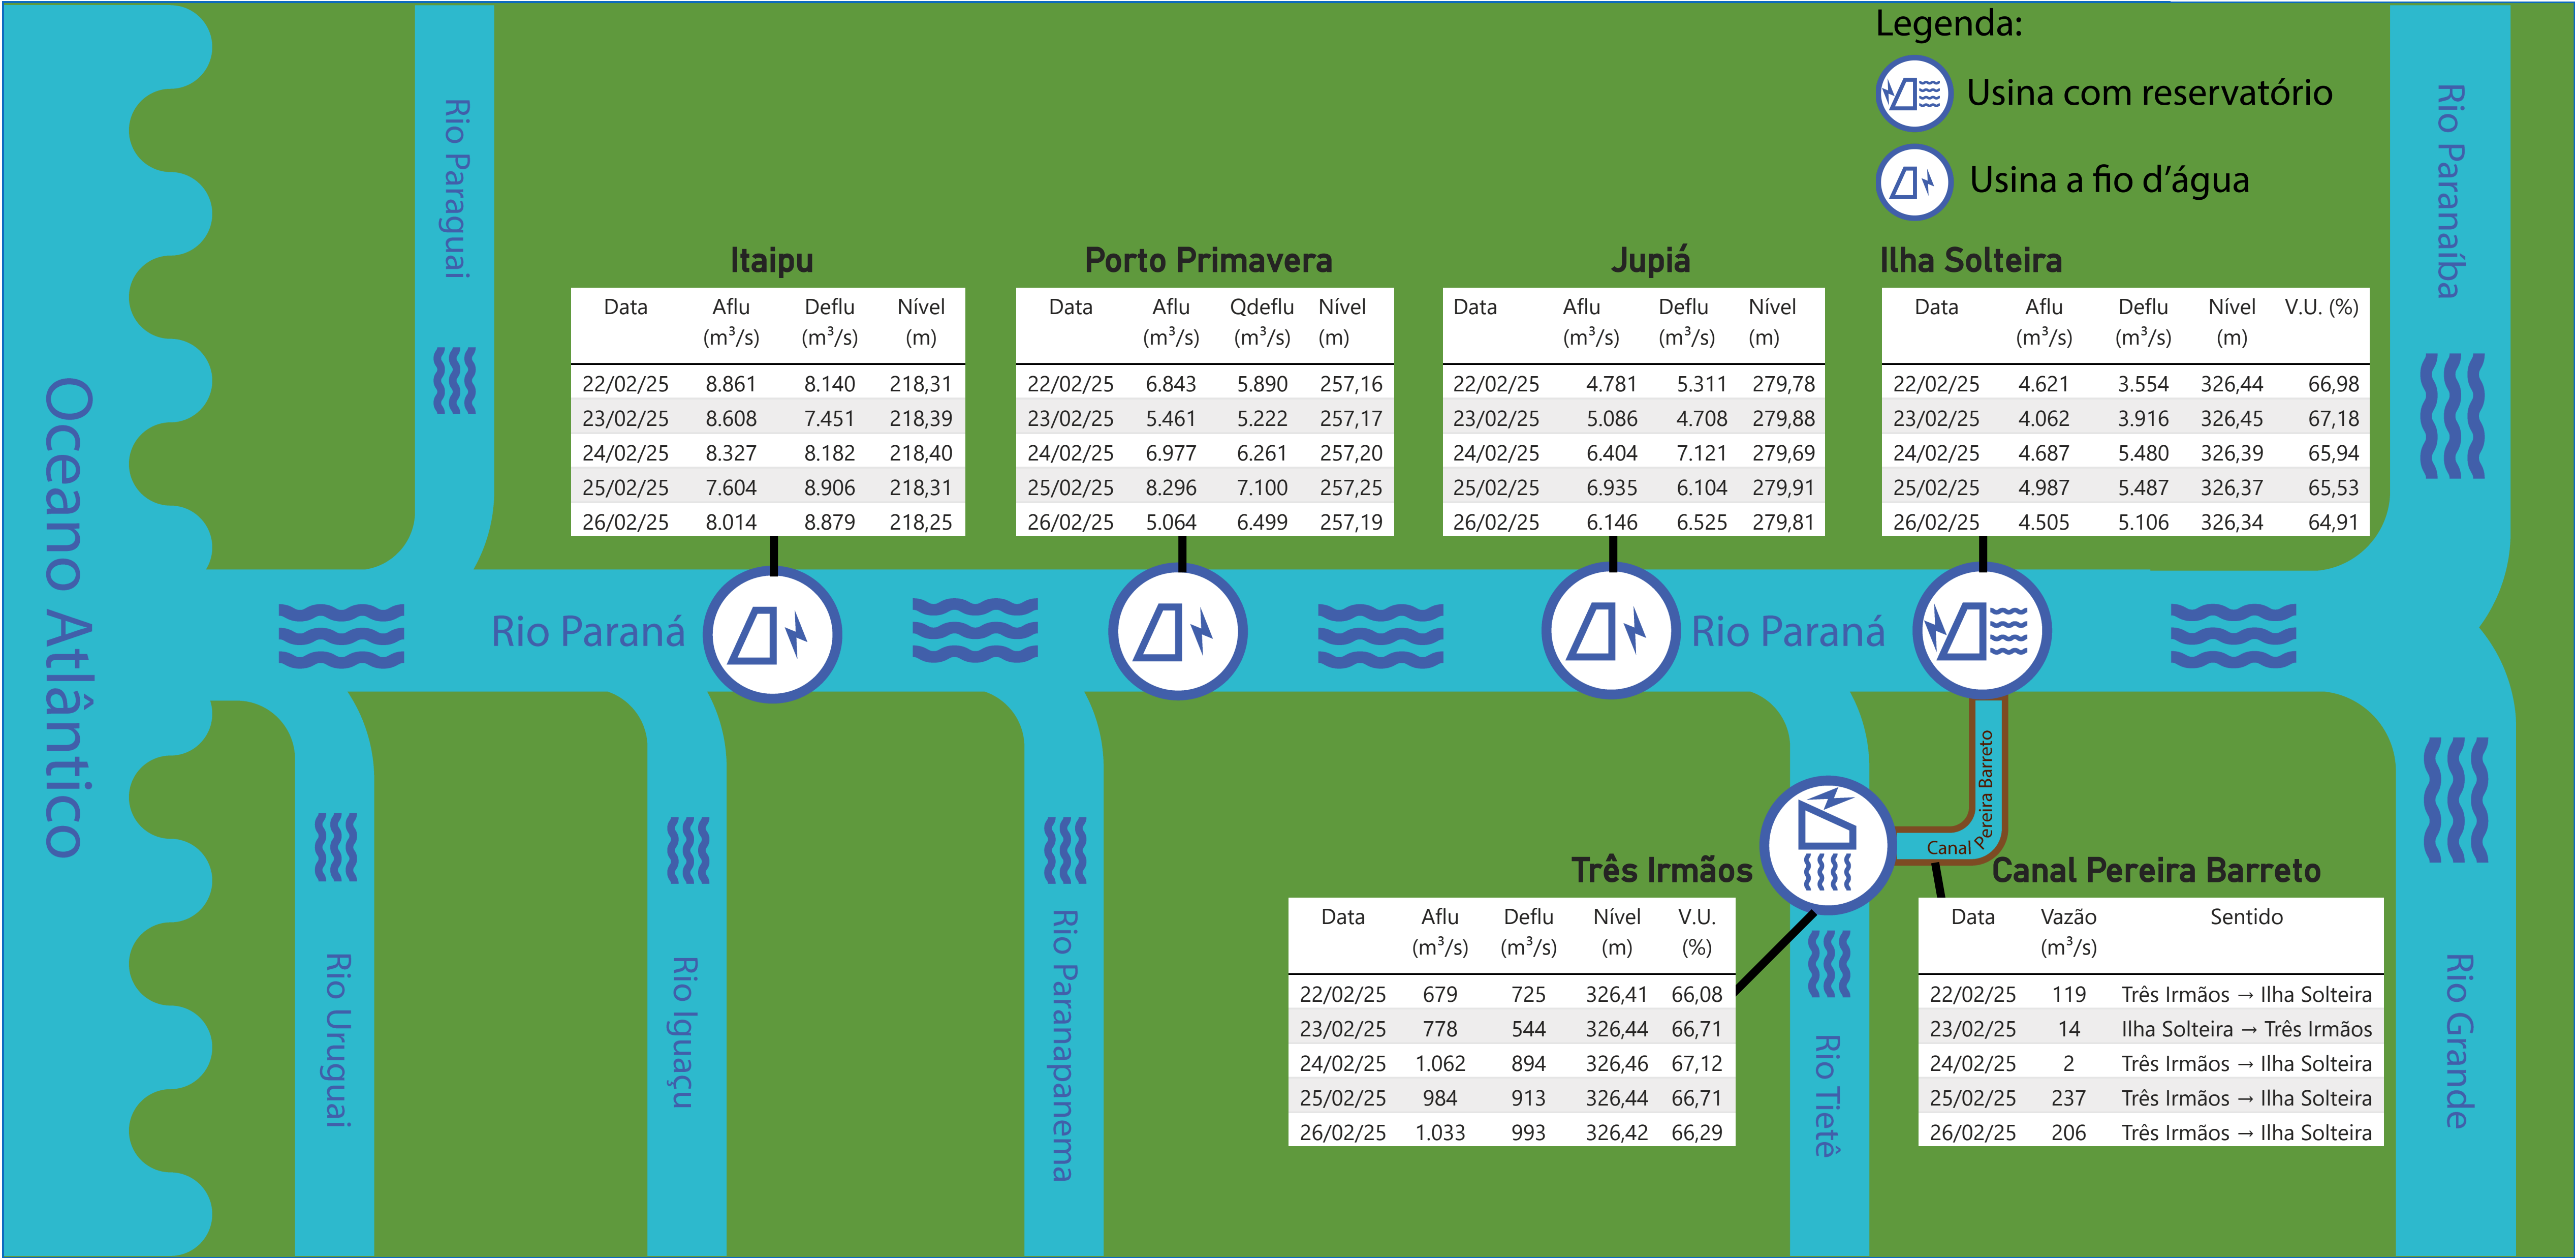 Legenda:
Usina com reservatório
Usina a fio d’água
Oceano Atlântico
Rio Paraguai
Rio Paranaíba
Itaipu
Data Aflu Deflu Nível
(m³/s) (m³/s) (m)
22/02/25 8.861 8.140 218,31
23/02/25 8.608 7.451 218,39
24/02/25 8.327 8.182 218,40
25/02/25 7.604 8.906 218,31
26/02/25 8.014 8.879 218,25
Porto Primavera
Data Aflu Qdeflu Nível
(m³/s) (m³/s) (m)
22/02/25 6.843 5.890 257,16
23/02/25 5.461 5.222 257,17
24/02/25 6.977 6.261 257,20
25/02/25 8.296 7.100 257,25
26/02/25 5.064 6.499 257,19
Jupiá
Data Aflu Deflu Nível
(m³/s) (m³/s) (m)
22/02/25 4.781 5.311 279,78
23/02/25 5.086 4.708 279,88
24/02/25 6.404 7.121 279,69
25/02/25 6.935 6.104 279,91
26/02/25 6.146 6.525 279,81
Ilha Solteira
Data Aflu Deflu Nível V.U. (%)
(m³/s) (m³/s) (m)
22/02/25 4.621 3.554 326,44 66,98
23/02/25 4.062 3.916 326,45 67,18
24/02/25 4.687 5.480 326,39 65,94
25/02/25 4.987 5.487 326,37 65,53
26/02/25 4.505 5.106 326,34 64,91
Rio Paraná
Rio Paraná
Canal Pereira Barreto
Três Irmãos
Data Aflu Deflu Nível V.U.
(m³/s) (m³/s) (m) (%)
22/02/25 679 725 326,41 66,08
23/02/25 778 544 326,44 66,71
24/02/25 1.062 894 326,46 67,12
25/02/25 984 913 326,44 66,71
26/02/25 1.033 993 326,42 66,29
Canal Pereira Barreto
Data Vazão Sentido
(m³/s)
22/02/25 119 Três Irmãos → Ilha Solteira
23/02/25 14 Ilha Solteira → Três Irmãos
24/02/25 2 Três Irmãos → Ilha Solteira
25/02/25 237 Três Irmãos → Ilha Solteira
26/02/25 206 Três Irmãos → Ilha Solteira
Rio Uruguai
Rio Iguaçu
Rio Paranapanema
Rio Tietê
Rio Grande